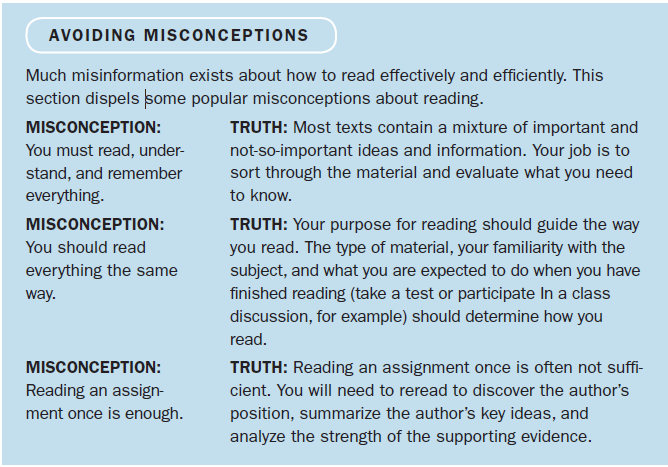 AVOIDING MISCONCEPTIONS
Much misinformation exists about how to read effectively and efficiently. This
section dispels some popular misconceptions about reading.
MISCONCEPTION:
You must read, under-
stand, and remember
everything.
TRUTH: Most texts contain a mixture of important and
not-so-important ideas and information. Your job is to
sort through the material and evaluate what you need
to know.
MISCONCEPTION:
You should read
everything the same
way.
TRUTH: Your purpose for reading should guide the way
you read. The type of material, your familiarity with the
subject, and what you are expected to do when you have
finished reading (take a test or participate In a class
discussion, for example) should determine how you
read.
MISCONCEPTION:
Reading an assign-
ment once is enough.
TRUTH: Reading an assignment once is often not suffi-
cient. You will need to reread to discover the author's
position, summarize the author's key ideas, and
analyze the strength of the supporting evidence.